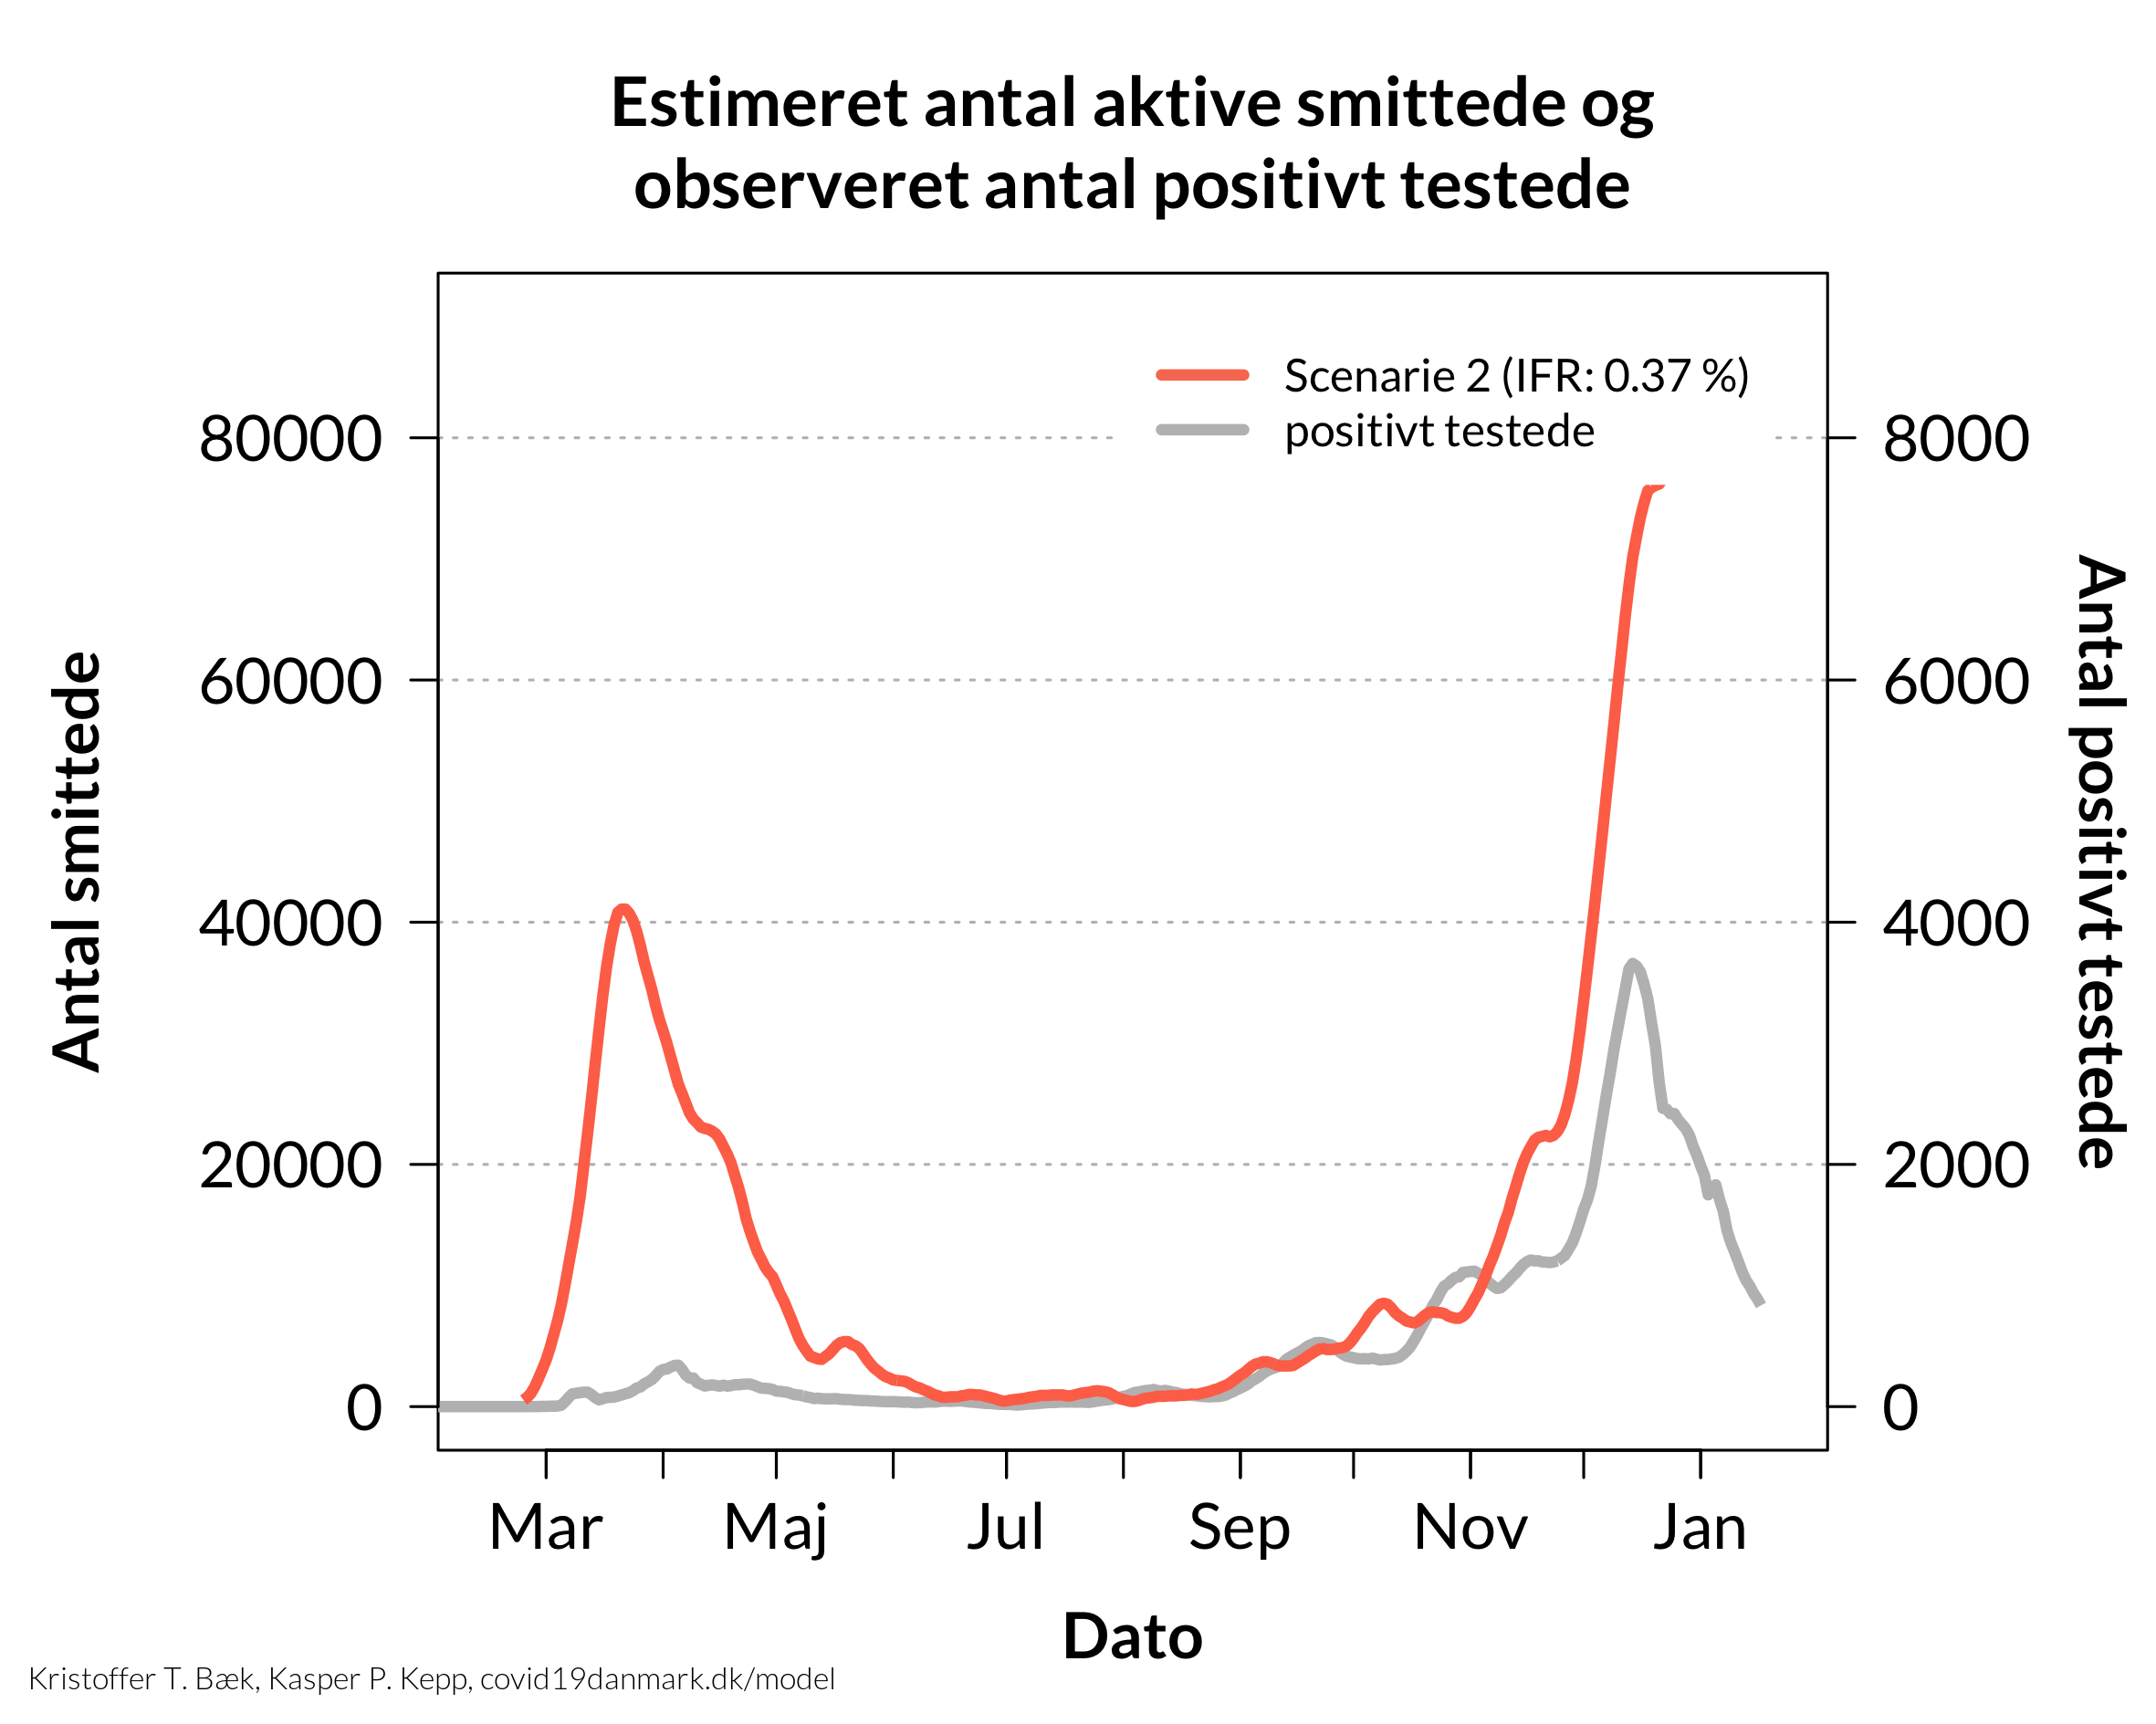 Estimeret antal aktive smittede og
observeret antal positivt testede
Scenarie 2 (IFR: 0.37 %)
positivt testede
Antal smittede
80000
60000
40000
20000
0
8000
6000
4000
2000
0
Antal positivt testede
Mar
Maj
Jul
Sep
Nov
Jan
Dato
Kristoffer T. Bæk, Kasper P. Kepp, covid19danmark.dk/model